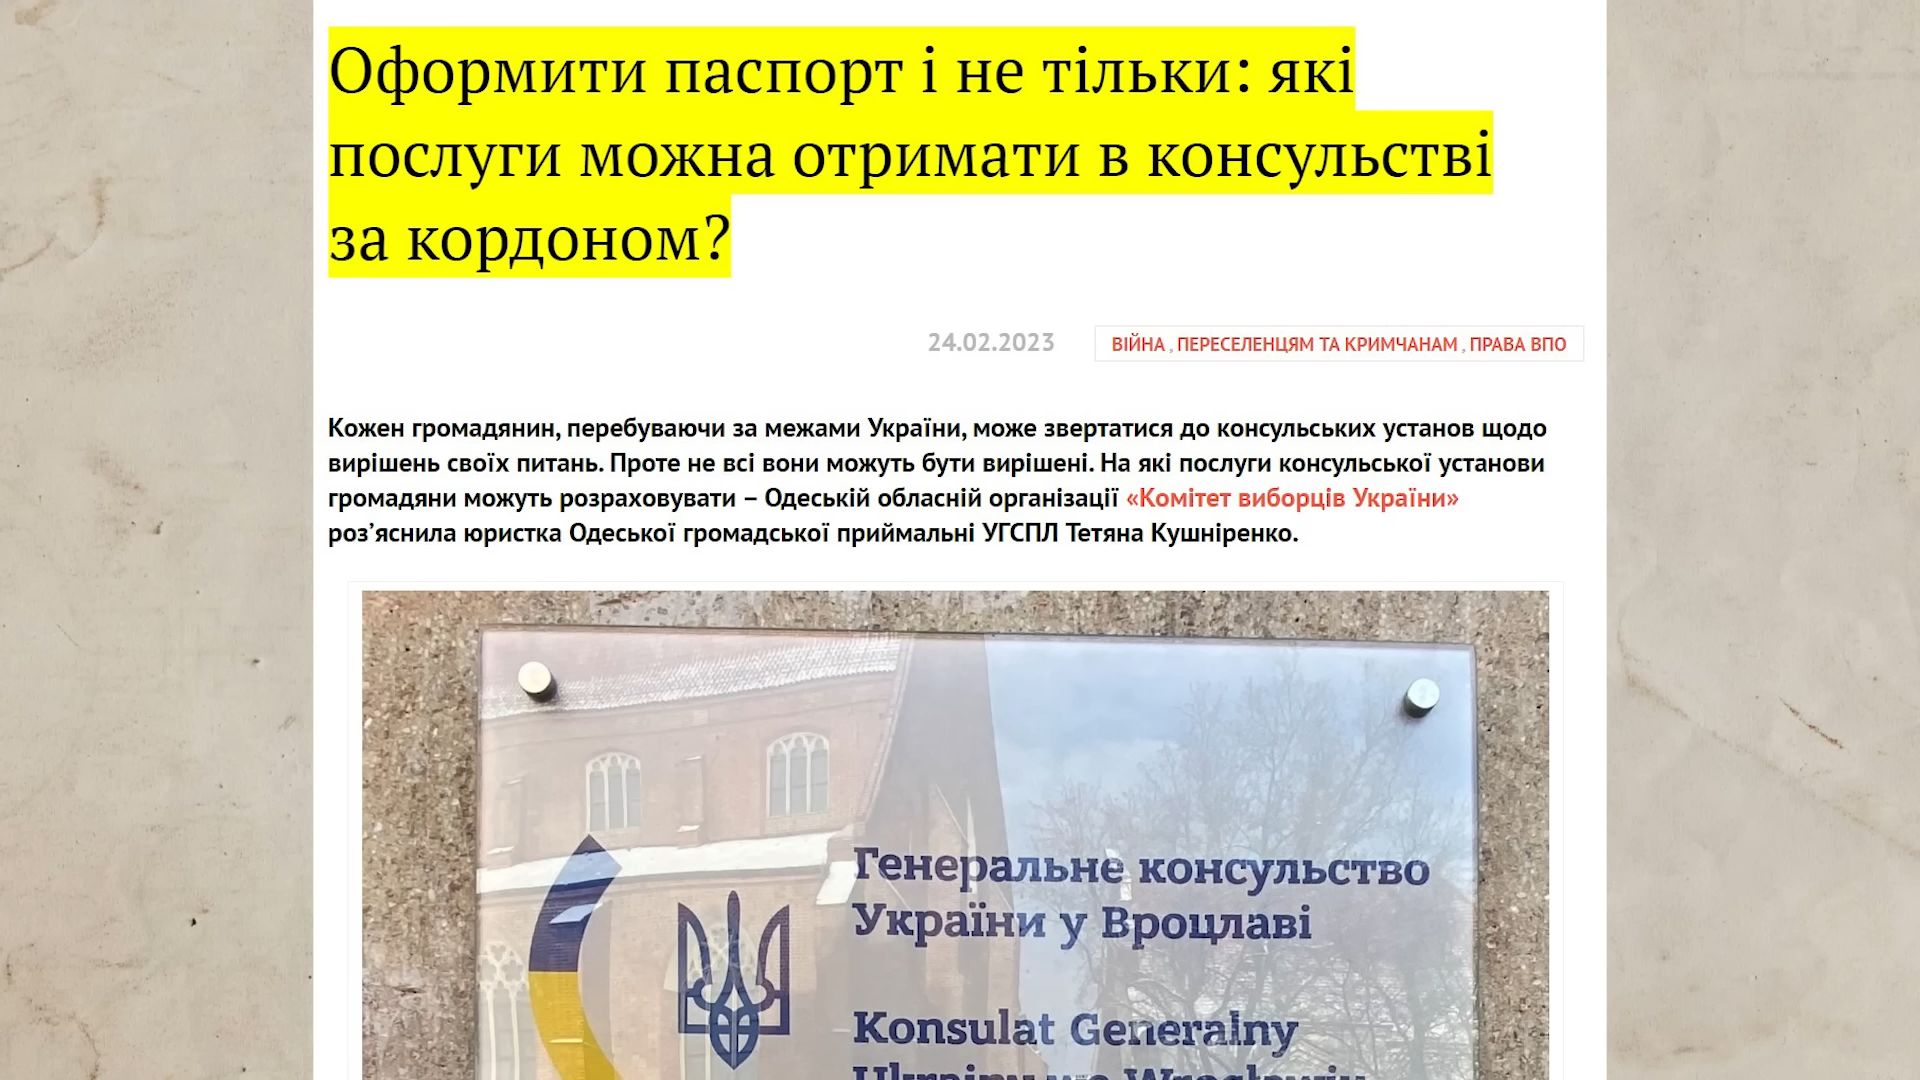 Оформити паспорт і не тільки: які
послуги можна отримати в консульстві
за кордоном?
24.02.2023
ВІЙНА , ПЕРЕСЕЛЕНЦЯМ ТА КРИМЧАНАМ , ПРАВА ВПО
Кожен громадянин, перебуваючи за межами України, може звертатися до консульських установ щодо
вирішень своїх питань. Проте не всі вони можуть бути вирішені. На які послуги консульської установи
громадяни можуть розраховувати – Одеській обласній організації «Комітет виборців України»
роз’яснила юристка Одеської громадської приймальні УГСПЛ Тетяна Кушніренко.
Генеральне консульство
України у Вроцлаві
Konsulat Generalny
Ukrainy we Wrocławiu